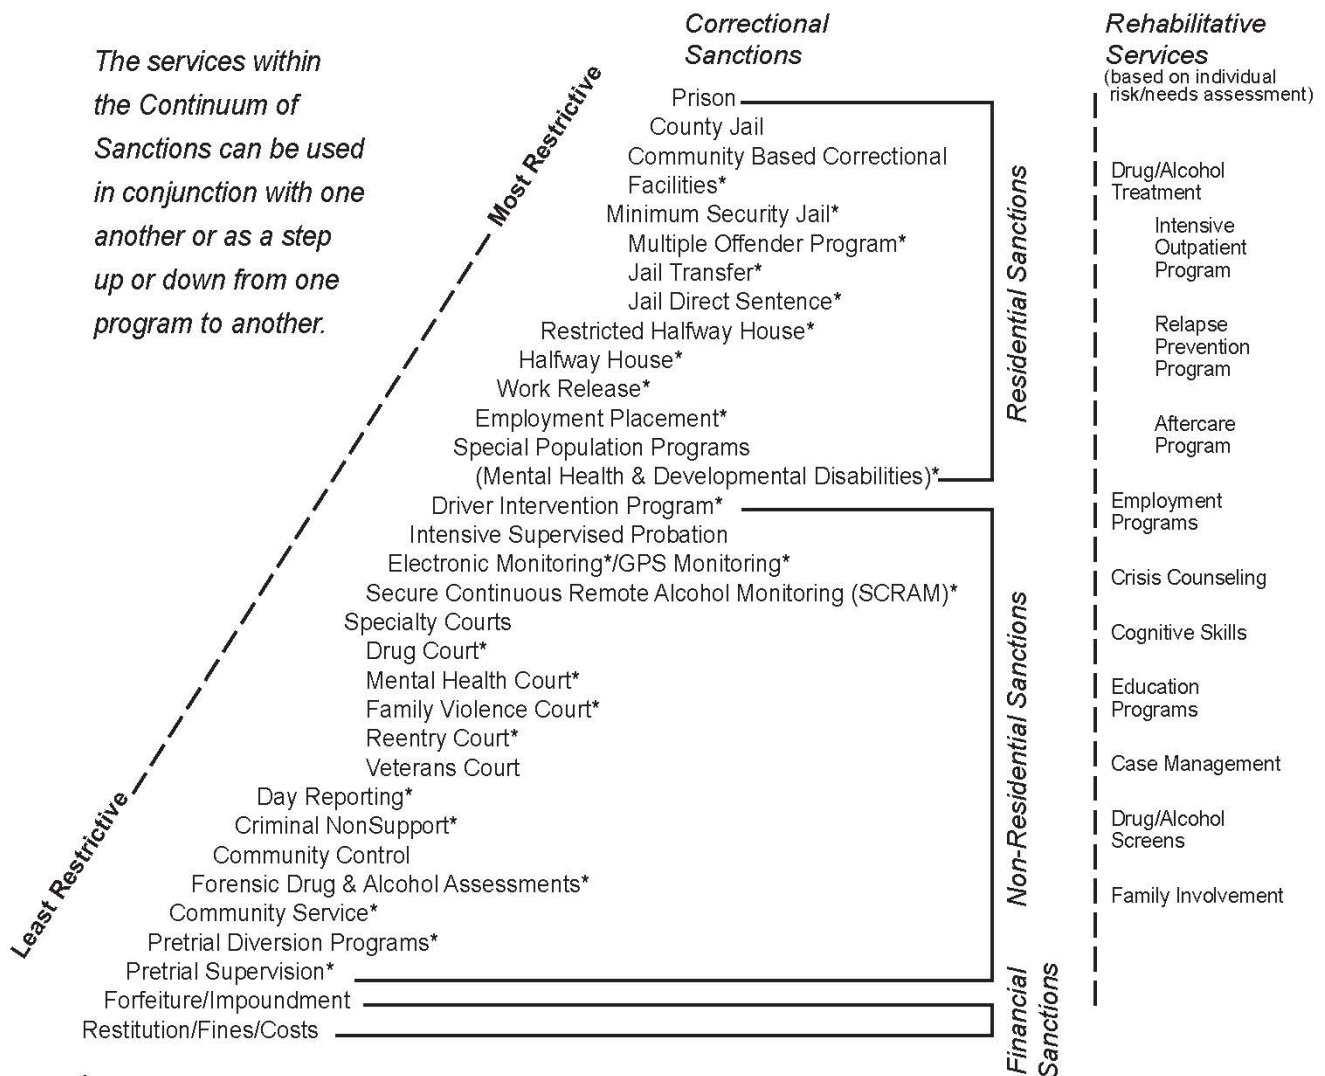 The services within
the Continuum of
Sanctions can be used
in conjunction with one
another or as a step
up or down from one
program to another.
Most Restrictive
Least Restrictive
Correctional
Sanctions
Prison
County Jail
Community Based Correctional
Facilities*
Minimum Security Jail*
Multiple Offender Program*
Jail Transfer*
Jail Direct Sentence*
Restricted Halfway House*
Halfway House*
Work Release*
Employment Placement*
Special Population Programs
(Mental Health & Developmental Disabilities)*
Driver Intervention Program*
Intensive Supervised Probation
Electronic Monitoring*/GPS Monitoring*
Secure Continuous Remote Alcohol Monitoring (SCRAM)*
Specialty Courts
Drug Court*
Mental Health Court*
Family Violence Court*
Reentry Court*
Veterans Court
Day Reporting*
Criminal NonSupport*
Community Control
Forensic Drug & Alcohol Assessments*
Community Service*
Pretrial Diversion Programs*
Pretrial Supervision*
Forfeiture/Impoundment
Restitution/Fines/Costs
Residential Sanctions
Non-Residential Sanctions
Financial
Sanctions
Rehabilitative
Services
(based on individual
risk/needs assessment)
Drug/Alcohol
Treatment
Intensive
Outpatient
Program
Relapse
Prevention
Program
Aftercare
Program
Employment
Programs
Crisis Counseling
Cognitive Skills
Education
Programs
Case Management
Drug/Alcohol
Screens
Family Involvement